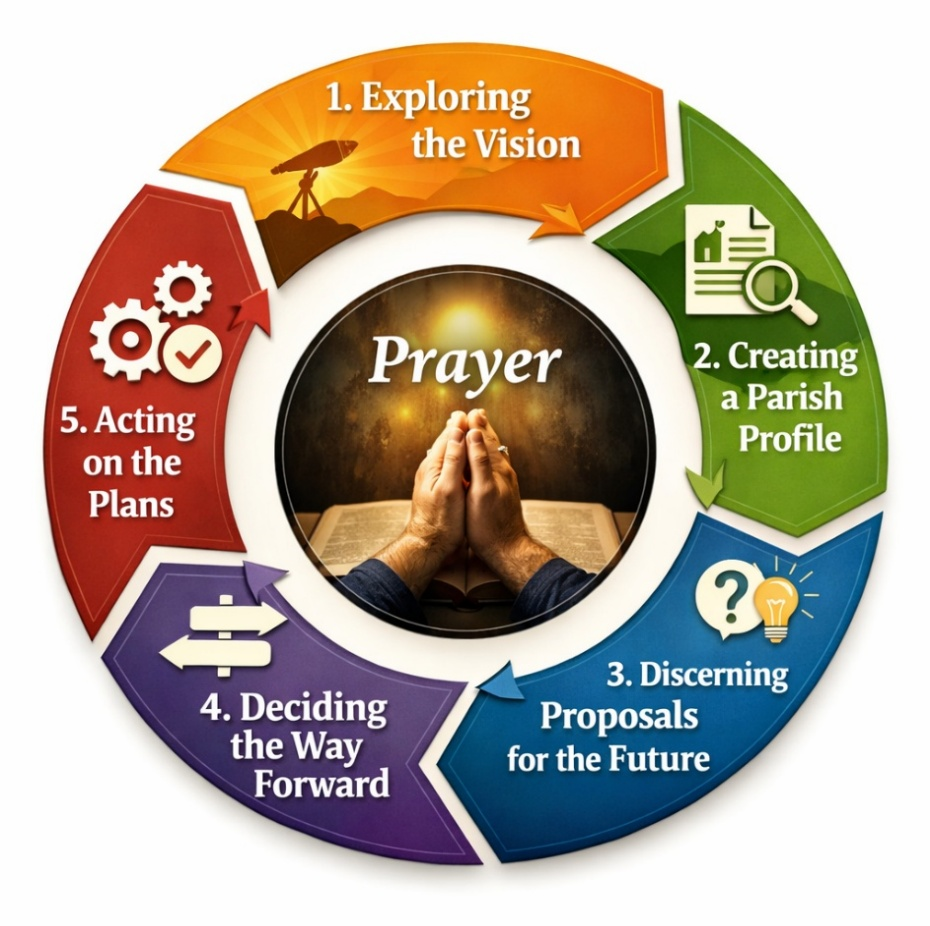 1. Exploring
the Vision
2. Creating
a Parish
Profile
3. Discerning
Proposals
for the Future
4. Deciding
the Way
Forward
5. Acting
on the
Plans
Prayer
?